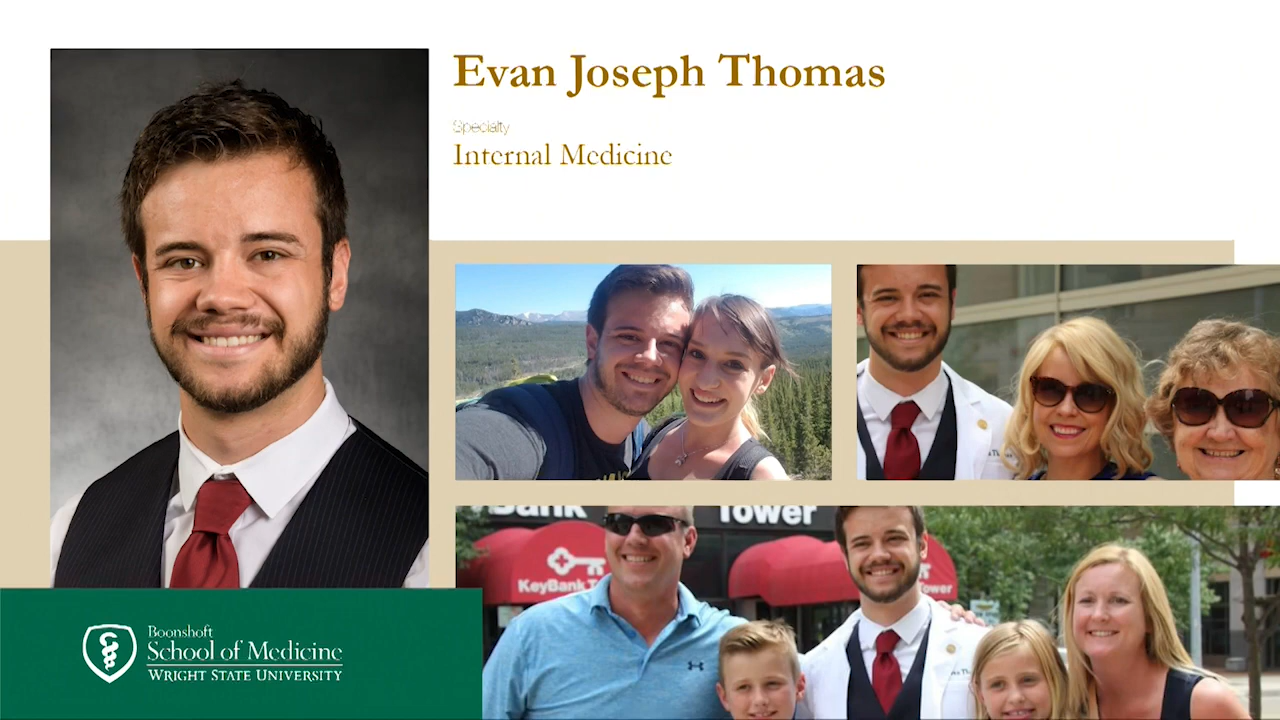 Evan Joseph Thomas
Specialty
Internal Medicine
Bank Tower
KeyBank
Tower
Boonshoft
School of Medicine
WRIGHT STATE UNIVERSITY